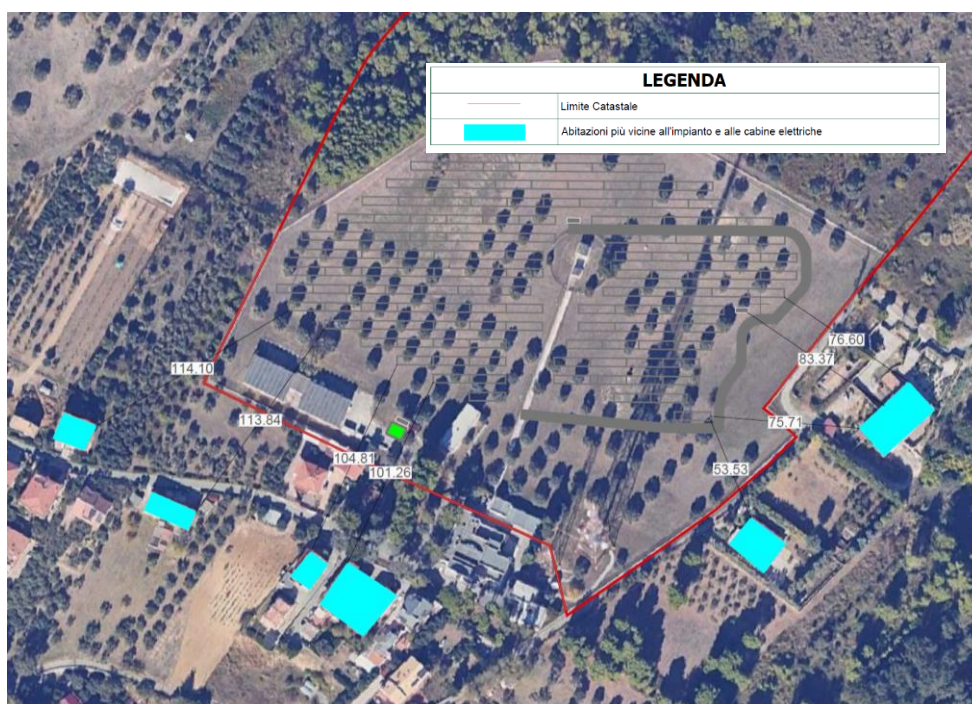 LEGENDA
Limite Catastale
Abitazioni più vicine all'impianto e alle cabine elettriche
76.60
83.37
114.10
113.84
75.71
104.81
101.26
53.53